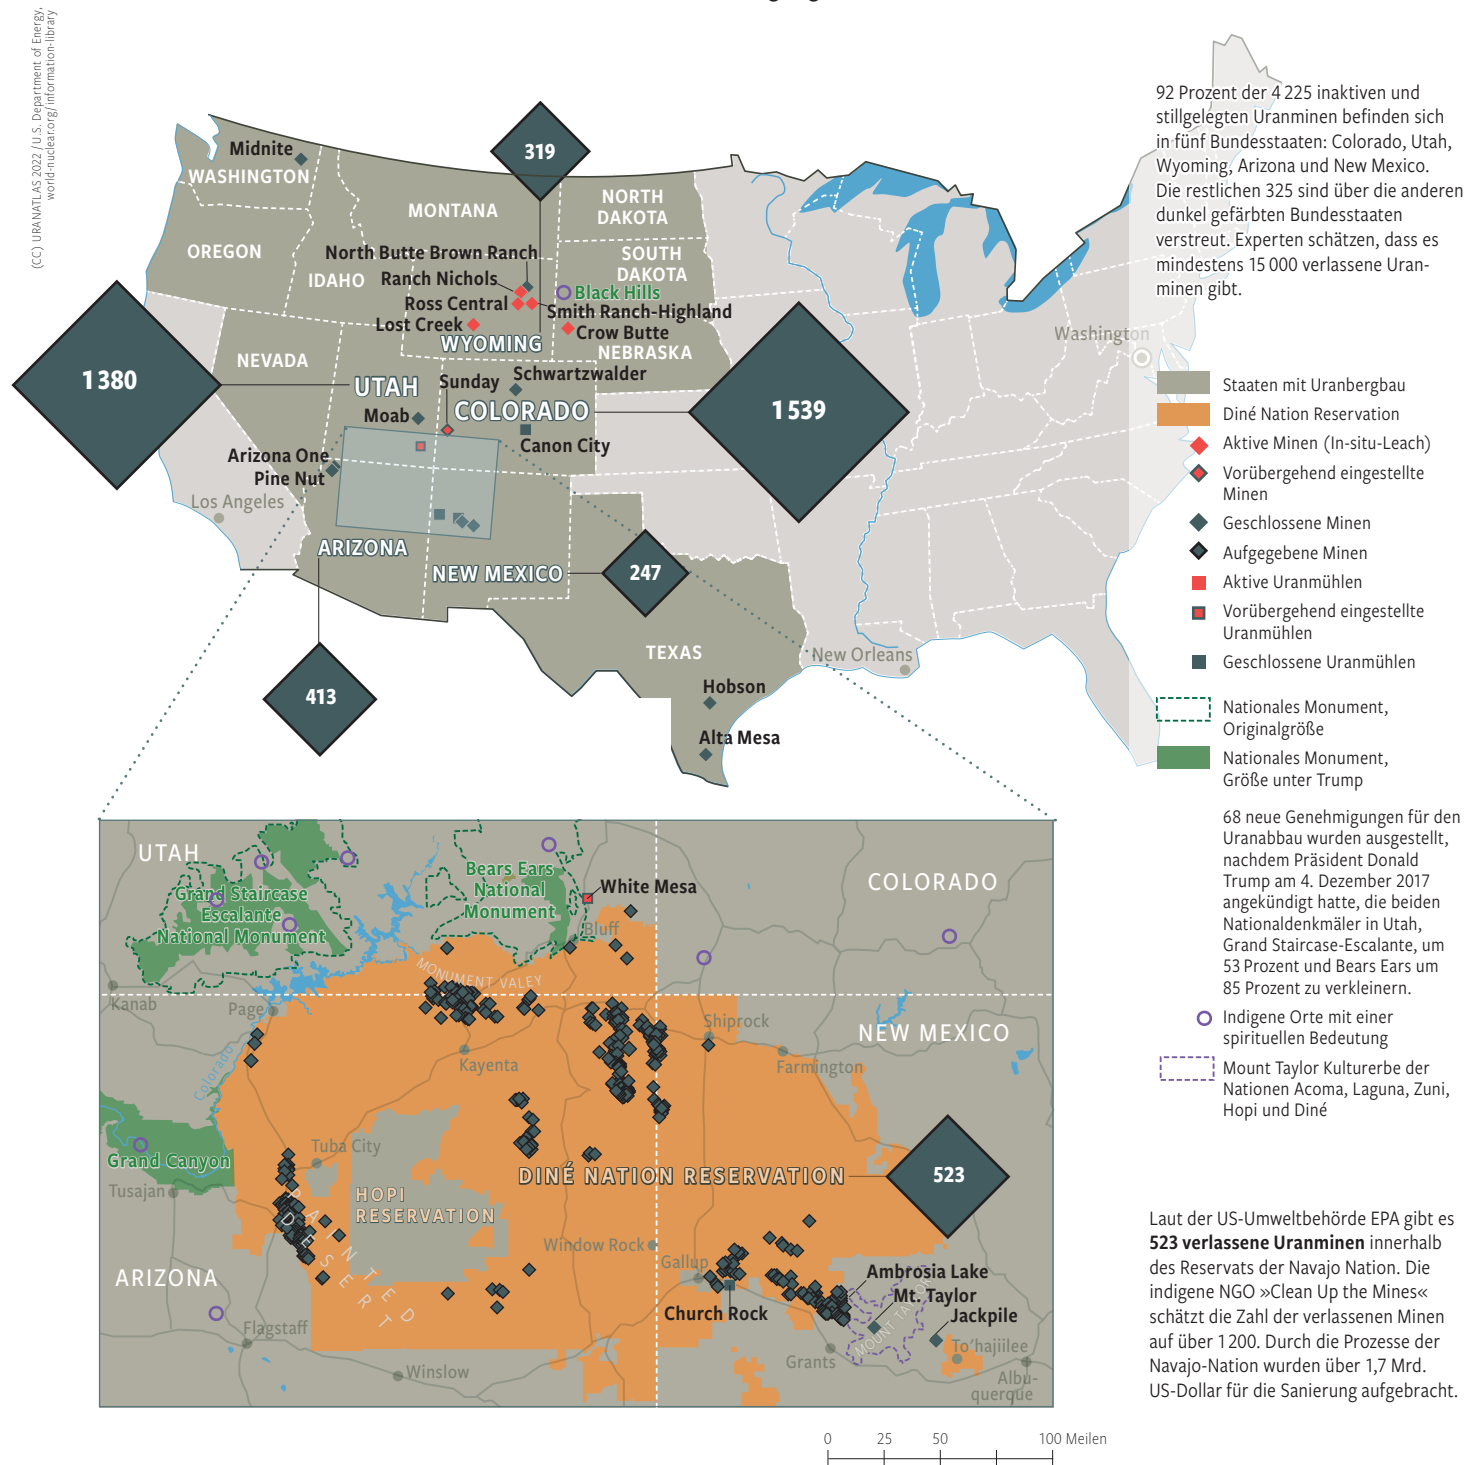 (CC) URANATLAS 2022 / U.S. Department of Energy,
world-nuclear.org/information-library
92 Prozent der 4 225 inaktiven und
stillgelegten Uranminen befinden sich
in fünf Bundesstaaten: Colorado, Utah,
Wyoming, Arizona und New Mexico.
Die restlichen 325 sind über die anderen
dunkel gefärbten Bundesstaaten
verstreut. Experten schätzen, dass es
mindestens 15 000 verlassene Uran-
minen gibt.
319
Midnite
WASHINGTON
MONTANA
NORTH
DAKOTA
OREGON
IDAHO
North Butte Brown Ranch
SOUTH
DAKOTA
Ranch Nichols
Black Hills
Ross Central
Smith Ranch-Highland
Lost Creek
Crow Butte
WYOMING
NEBRASKA
Washington
NEVADA
1 380
UTAH
Sunday
Schwartzwalder
Moab
COLORADO
1 539
Canon City
Arizona One
Pine Nut
Los Angeles
ARIZONA
NEW MEXICO
247
413
TEXAS
New Orleans
Hobson
Alta Mesa
Staaten mit Uranbergbau
Diné Nation Reservation
Aktive Minen (In-situ-Leach)
Vorübergehend eingestellte
Minen
Geschlossene Minen
Aufgegebene Minen
Aktive Uranmühlen
Vorübergehend eingestellte
Uranmühlen
Geschlossene Uranmühlen
Nationales Monument,
Originalgröße
Nationales Monument,
Größe unter Trump
68 neue Genehmigungen für den
Uranabbau wurden ausgestellt,
nachdem Präsident Donald
Trump am 4. Dezember 2017
angekündigt hatte, die beiden
Nationaldenkmäler in Utah,
Grand Staircase-Escalante, um
53 Prozent und Bears Ears um
85 Prozent zu verkleinern.
Indigene Orte mit einer
spirituellen Bedeutung
Mount Taylor Kulturerbe der
Nationen Acoma, Laguna, Zuni,
Hopi und Diné
UTAH
Grand Staircase
Escalante
National Monument
Bears Ears
National
Monument
White Mesa
COLORADO
Bluff
MONUMENT VALEY
Kanab
Page
Colorado
Kayenta
Shiprock
NEW MEXICO
Farmington
Grand Canyon
Tuba City
Tusajan
HOPI
RESERVATION
DINÉ NATION RESERVATION
523
PAINTED
DESERT
Window Rock
Gallup
ARIZONA
Ambrosia Lake
Mt. Taylor
Jackpile
Church Rock
MOUNT TAYLOR
Flagstaff
Winslow
Grants
To'hajiilee
Albu-
querque
Laut der US-Umweltbehörde EPA gibt es
523 verlassene Uranminen innerhalb
des Reservats der Navajo Nation. Die
indigene NGO »Clean Up the Mines«
schätzt die Zahl der verlassenen Minen
auf über 1 200. Durch die Prozesse der
Navajo-Nation wurden über 1,7 Mrd.
US-Dollar für die Sanierung aufgebracht.
0 25 50 100 Meilen